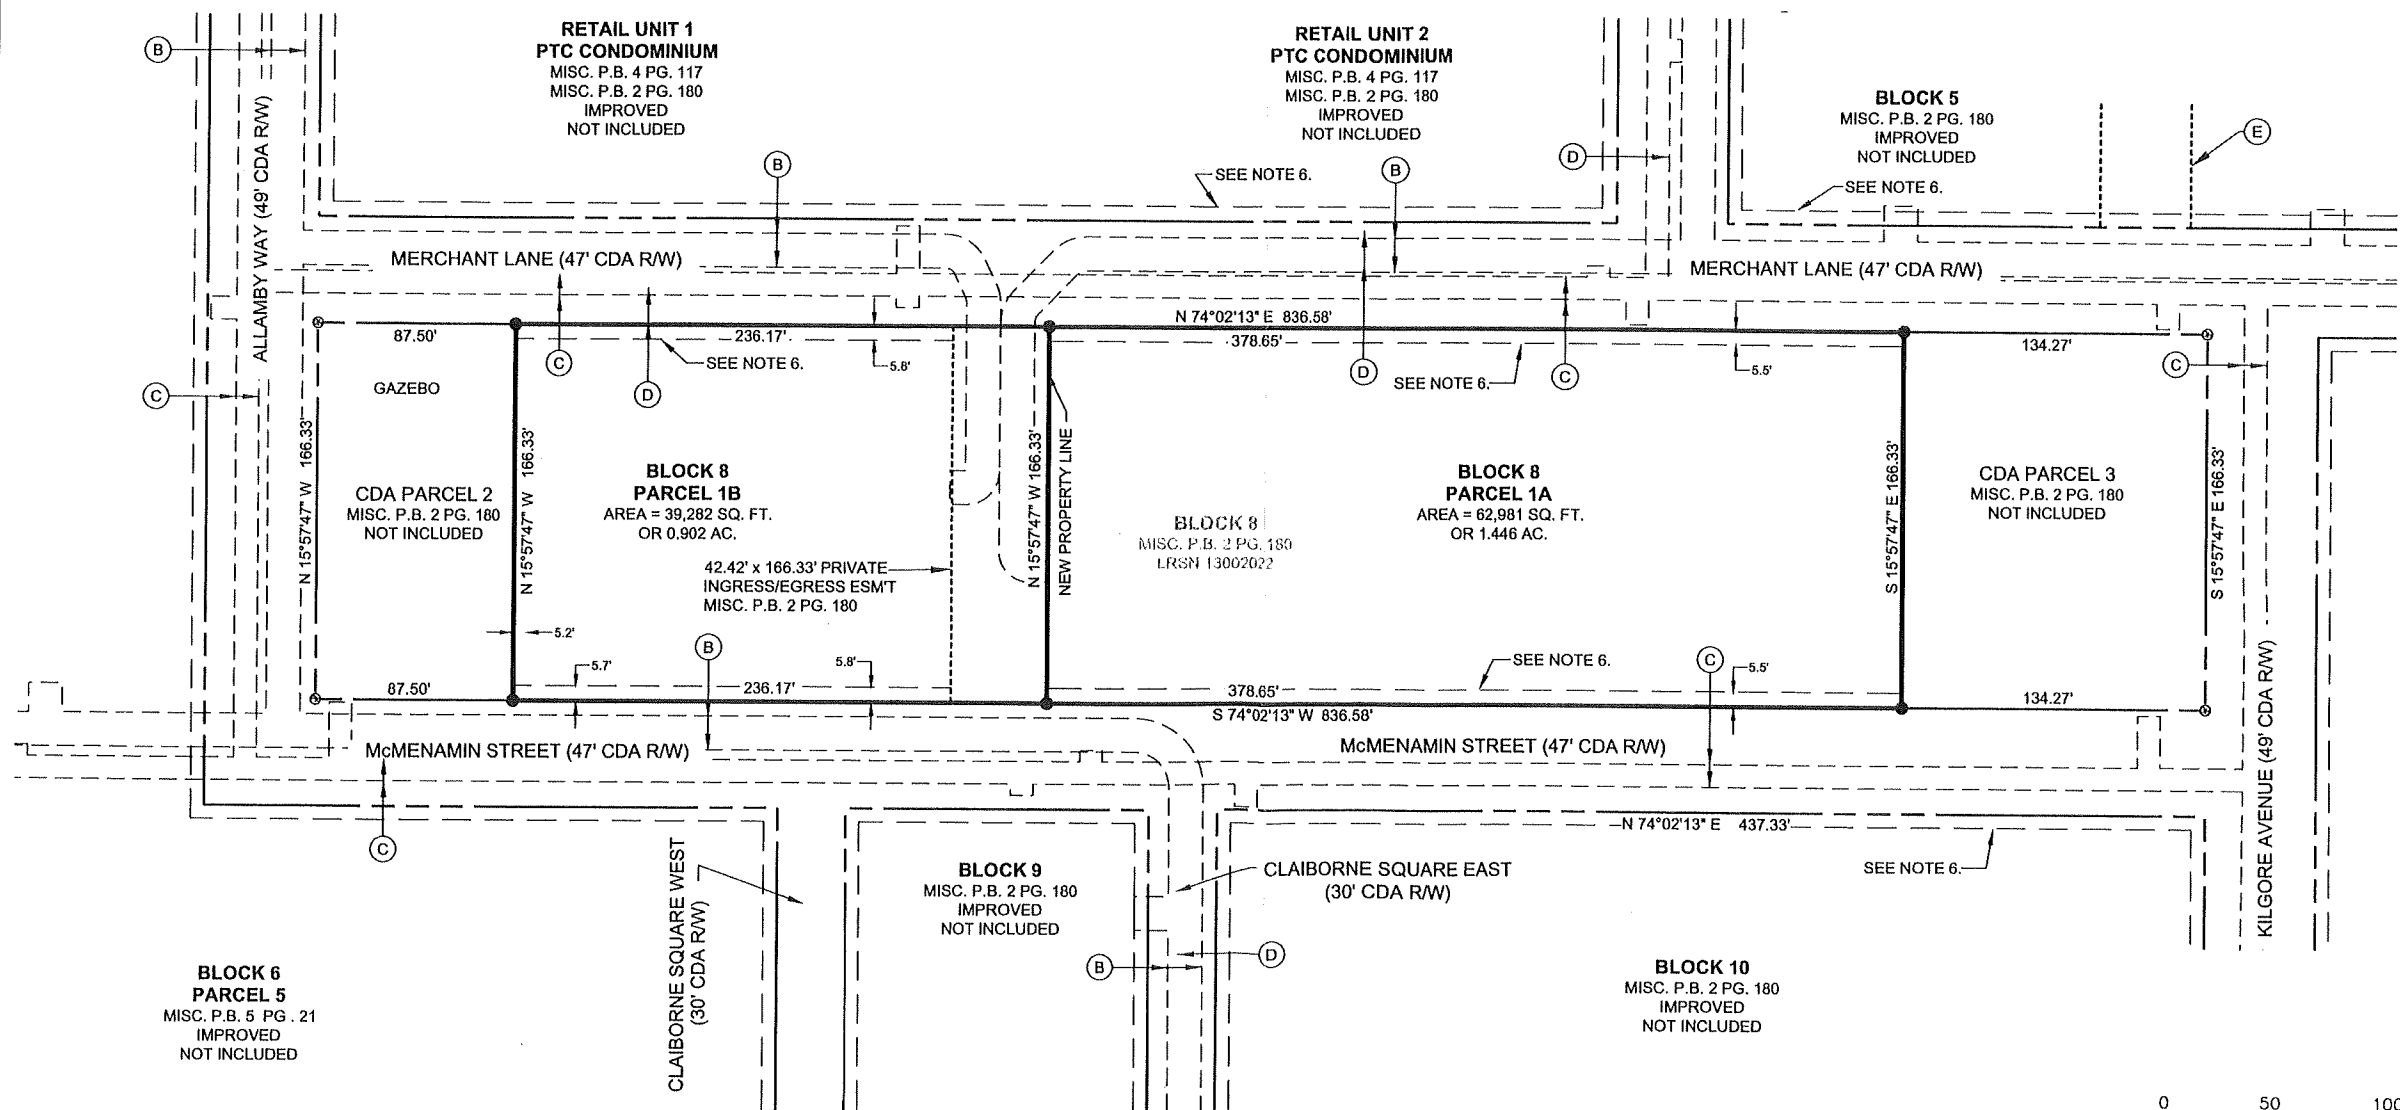 RETAIL UNIT 1
PTC CONDOMINIUM
MISC. P.B. 4 PG. 117
MISC. P.B. 2 PG. 180
IMPROVED
NOT INCLUDED
RETAIL UNIT 2
PTC CONDOMINIUM
MISC. P.B. 4 PG. 117
MISC. P.B. 2 PG. 180
IMPROVED
NOT INCLUDED
BLOCK 5
MISC. P.B. 2 PG. 180
IMPROVED
NOT INCLUDED
B
B
B
D
E
SEE NOTE 6.
SEE NOTE 6.
ALLAMBY WAY (49' CDA R/W)
MERCHANT LANE (47' CDA R/W)
MERCHANT LANE (47' CDA R/W)
N 74°02'13" E 836.58'
87.50'
236.17'
378.65'
134.27'
C
C
D
SEE NOTE 6.
5.8'
D
SEE NOTE 6.
C
5.5'
C
GAZEBO
N 15°57'47" W 166.33'
CDA PARCEL 2
MISC. P.B. 2 PG. 180
NOT INCLUDED
N 15°57'47" W 166.33'
BLOCK 8
PARCEL 1B
AREA = 39,282 SQ. FT.
OR 0.902 AC.
42.42' x 166.33' PRIVATE
INGRESS/EGRESS ESM'T
MISC. P.B. 2 PG. 180
N 15°57'47" W 166.33'
NEW PROPERTY LINE
BLOCK 8
MISC. P.B. 2 PG. 180
LRSN 13002022
BLOCK 8
PARCEL 1A
AREA = 62,981 SQ. FT.
OR 1.446 AC.
S 15°57'47" E 166.33'
CDA PARCEL 3
MISC. P.B. 2 PG. 180
NOT INCLUDED
S 15°57'47" E 166.33'
5.2'
5.7'
B
5.8'
SEE NOTE 6.
C
5.5'
87.50'
236.17'
378.65'
134.27'
S 74°02'13" W 836.58'
McMENAMIN STREET (47' CDA R/W)
McMENAMIN STREET (47' CDA R/W)
KILGORE AVENUE (49' CDA R/W)
C
N 74°02'13" E 437.33'
SEE NOTE 6.
CLAIBORNE SQUARE WEST
(30' CDA R/W)
BLOCK 9
MISC. P.B. 2 PG. 180
IMPROVED
NOT INCLUDED
CLAIBORNE SQUARE EAST
(30' CDA R/W)
B
D
BLOCK 6
PARCEL 5
MISC. P.B. 5 PG . 21
IMPROVED
NOT INCLUDED
BLOCK 10
MISC. P.B. 2 PG. 180
IMPROVED
NOT INCLUDED
0 50 100